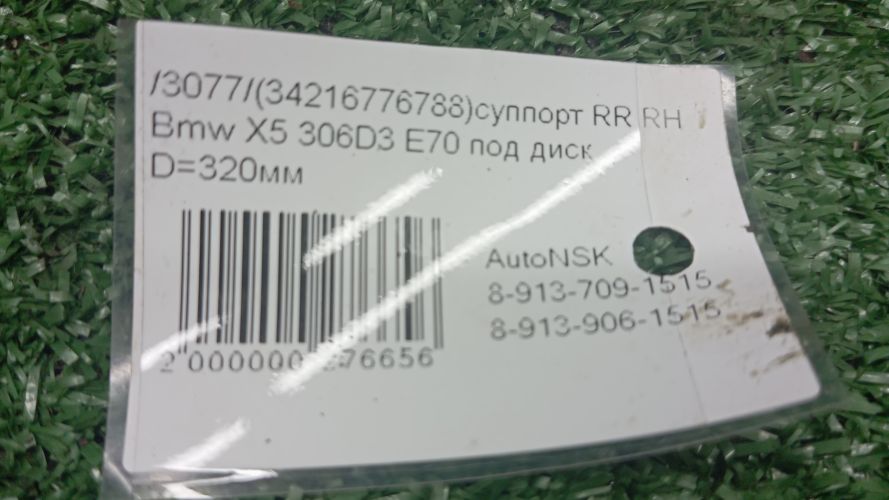 /3077/(34216776788)суппорт RR RH
Bmw X5 306D3 E70 под диск
D=320мм
AutoNSK
8-913-709-1515
8-913-906-1515